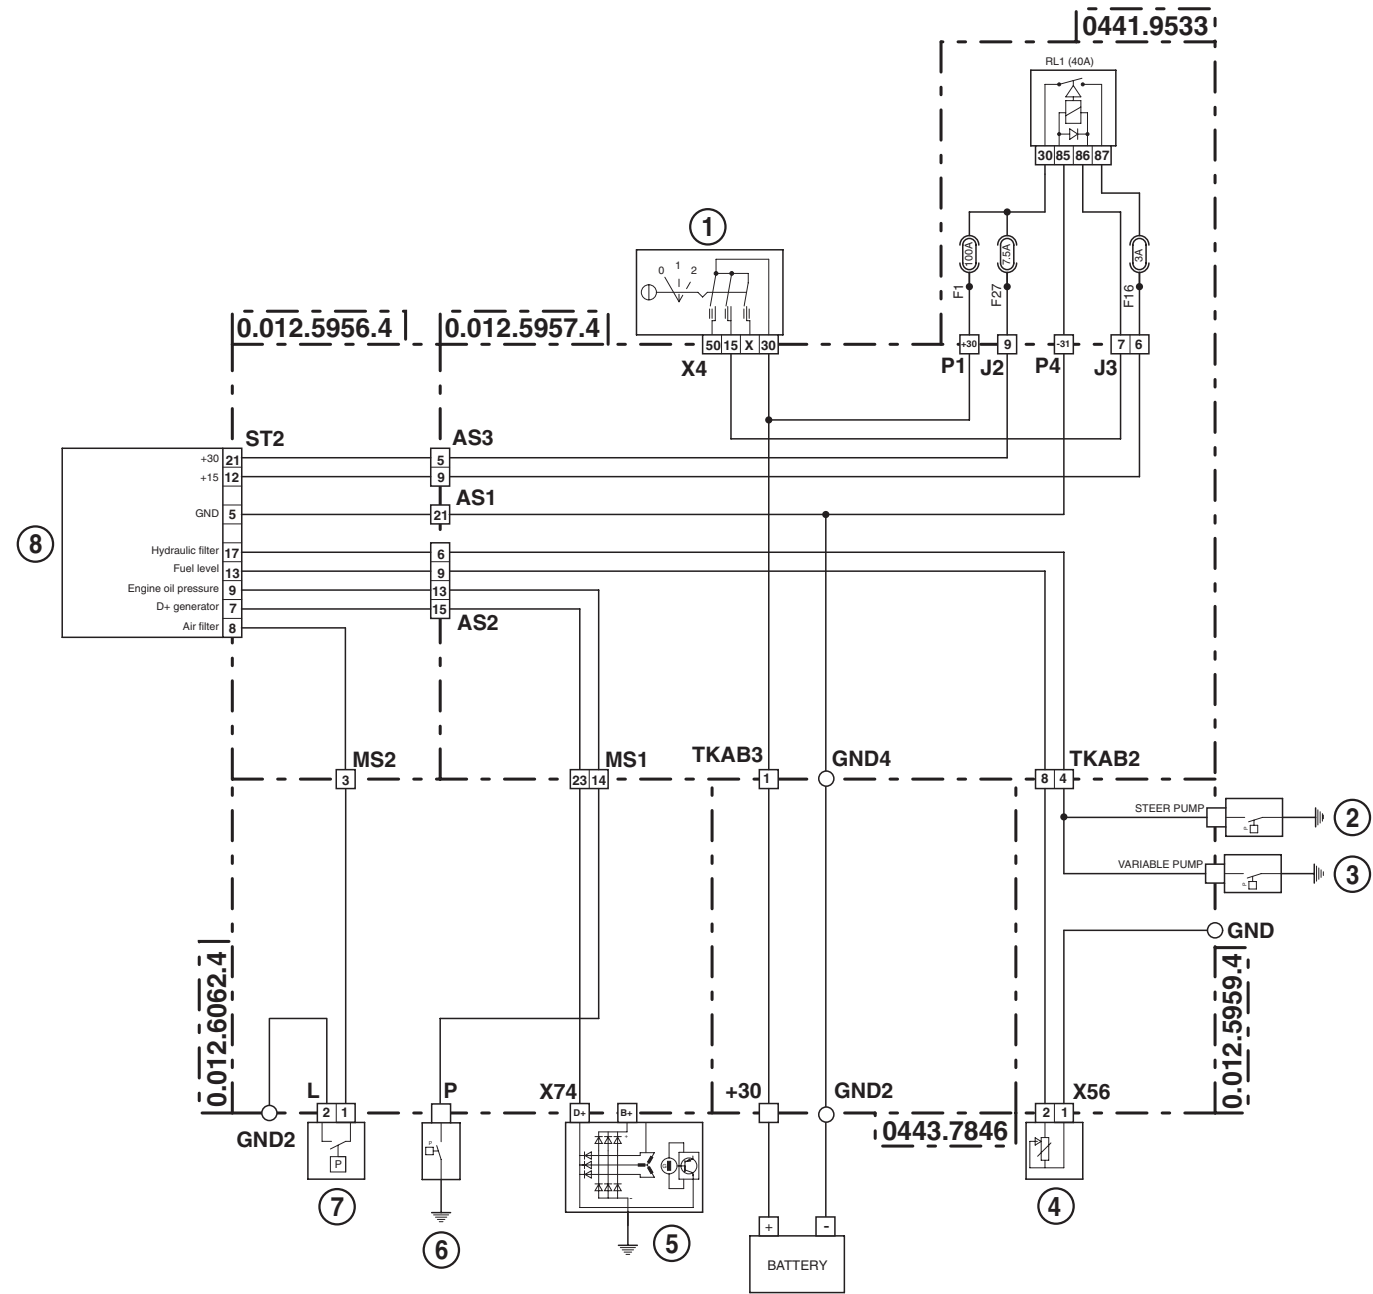 0441.9533
RL1 (40A)
30 85 86 87
1
0 1 2
100A 7.5A 3A
F1 F27 F16
0.012.5956.4 0.012.5957.4
50 15 X 30
+30 9 -31 7 6
X4
P1 J2 P4 J3
ST2 AS3
+30 21 5
+15 12 9
AS1
GND 5 21
8
Hydraulic filter 17 6
Fuel level 13 9
Engine oil pressure 9 13
D+ generator 7 15
Air filter 8
AS2
MS2 MS1 TKAB3 GND4 TKAB2
3 23 14 1 8 4
STEER PUMP P 2
VARIABLE PUMP P 3
GND
0.012.6062.4
0.012.5959.4
L P X74 +30 GND2 X56
2 1 D+ B+ 2 1
GND2
0443.7846
P P + - G
7 6 5 4
+ -
BATTERY